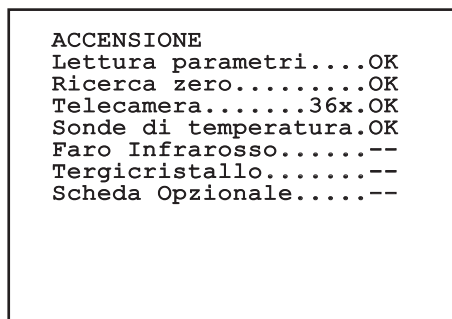 ACCENSIONE
Lettura parametri....OK
Ricerca zero.........OK
Telecamera.......36x.OK
Sonde di temperatura.OK
Faro Infrarosso......--
Tergicristallo.......--
Scheda Opzionale.....--